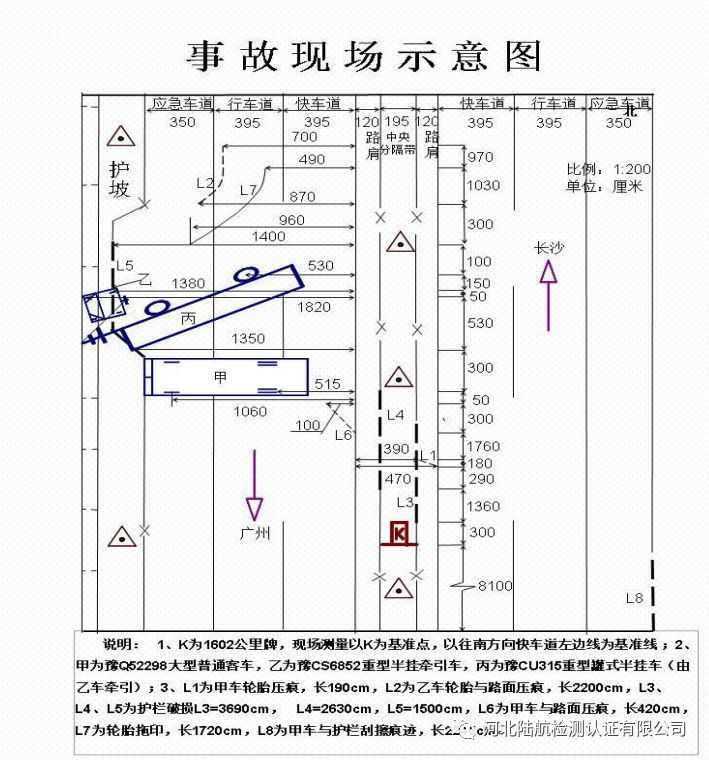 事故现场示意图
应急车道 行车道 快车道 快车道 行车道 应急车道
350 395 395 120 195 120 395 395 350
路肩 中央分隔带 路肩
北
700
970
护坡
490
比例：1:200
1030
单位：厘米
L2 L7
870
960
300
1400
长沙
100
L5
530
乙 1380
150
50
1820
丙
530
1350
300
甲
515
50
1060
L4
300
100
L6
1760
390 L1
180
470
290
L3
1360
广州
K
300
8100
L8
说明： 1、K为1602公里牌，现场测量以K为基准点，以往南方向快车道左边线为基准线；2、
甲为豫Q52298大型普通客车，乙为豫CS6852重型半挂牵引车，丙为豫CU315重型罐式半挂车（由
乙车牵引）；3、L1为甲车轮胎压痕，长190cm，L2为乙车轮胎与路面压痕，长2200cm，L3、
L4、L5为护栏破损L3=3690cm， L4=2630cm，L5=1500cm，L6为甲车与路面压痕，长420cm，
L7为轮胎拖印，长1720cm，L8为甲车与护栏刮擦痕迹，长
河北陆航检测认证有限公司